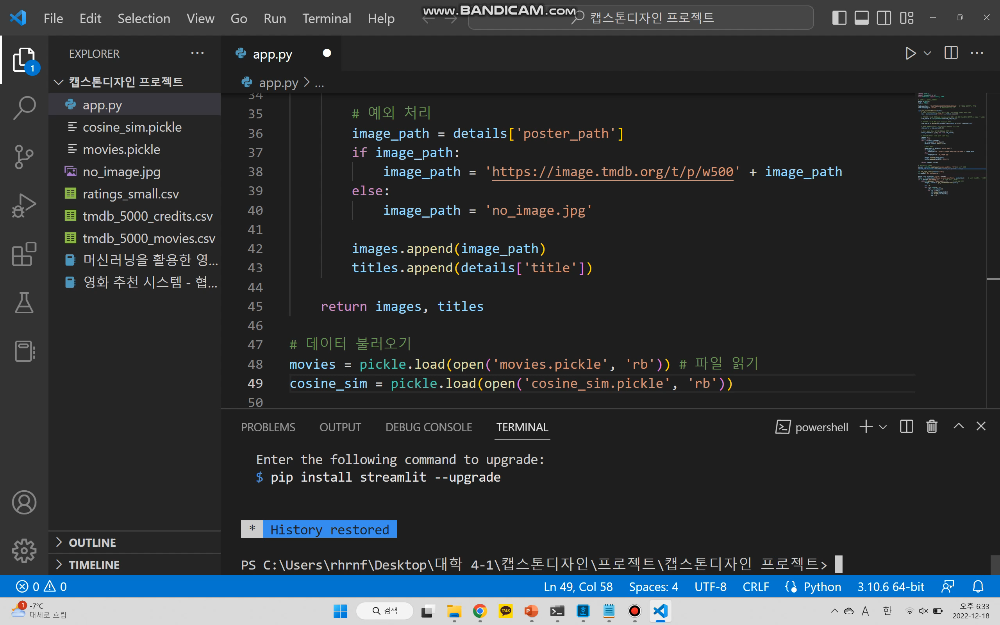 File Edit Selection View Go Run Terminal Help
www.BANDICAM.com
캡스톤디자인 프로젝트
1
EXPLORER
캡스톤디자인 프로젝트
app.py
cosine_sim.pickle
movies.pickle
no_image.jpg
ratings_small.csv
tmdb_5000_credits.csv
tmdb_5000_movies.csv
머신러닝을 활용한 영...
영화 추천 시스템 - 협...
OUTLINE
TIMELINE
app.py
app.py > ...
34
35 # 예외 처리
36 image_path = details['poster_path']
37 if image_path:
38 image_path = 'https://image.tmdb.org/t/p/w500' + image_path
39 else:
40 image_path = 'no_image.jpg'
41
42 images.append(image_path)
43 titles.append(details['title'])
44
45 return images, titles
46
47 # 데이터 불러오기
48 movies = pickle.load(open('movies.pickle', 'rb')) # 파일 읽기
49 cosine_sim = pickle.load(open('cosine_sim.pickle', 'rb'))
50
PROBLEMS OUTPUT DEBUG CONSOLE TERMINAL
powershell
Enter the following command to upgrade:
$ pip install streamlit --upgrade
* History restored
PS C:\Users\rhrnf\Desktop\대학 4-1\캡스톤디자인\프로젝트\캡스톤디자인 프로젝트>
0 0
Ln 49, Col 58 Spaces: 4 UTF-8 CRLF Python 3.10.6 64-bit
1
-7°C
대체로 흐림
검색
TALK
P
훈
A 한
오후 6:33
2022-12-18